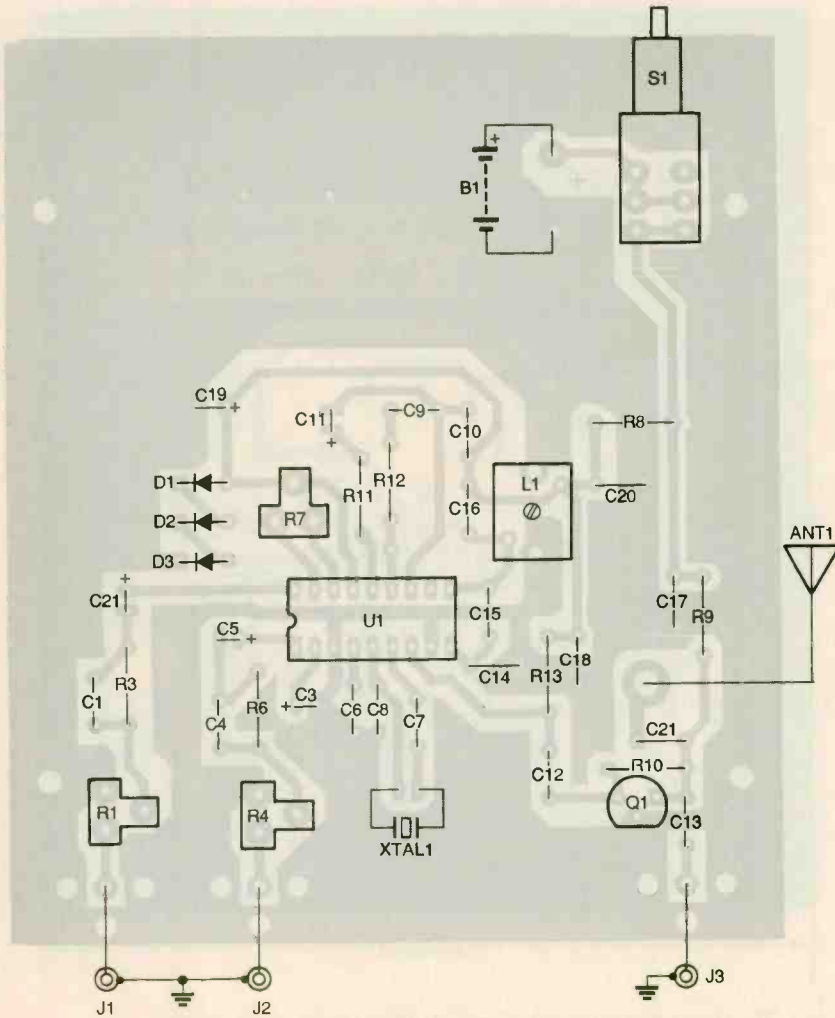 S1
+
B1
+
C19
+
C11
+
C9
C10
R8
D1
R11
R12
L1
C20
D2
R7
C16
D3
ANT1
+
C21
U1
C15
C17
R9
C5
+
C1
R3
C4
R6
+
C3
C6
C8
C7
C14
R13
C18
C21
R10
C12
R1
R4
Q1
C13
XTAL1
J1
J2
J3